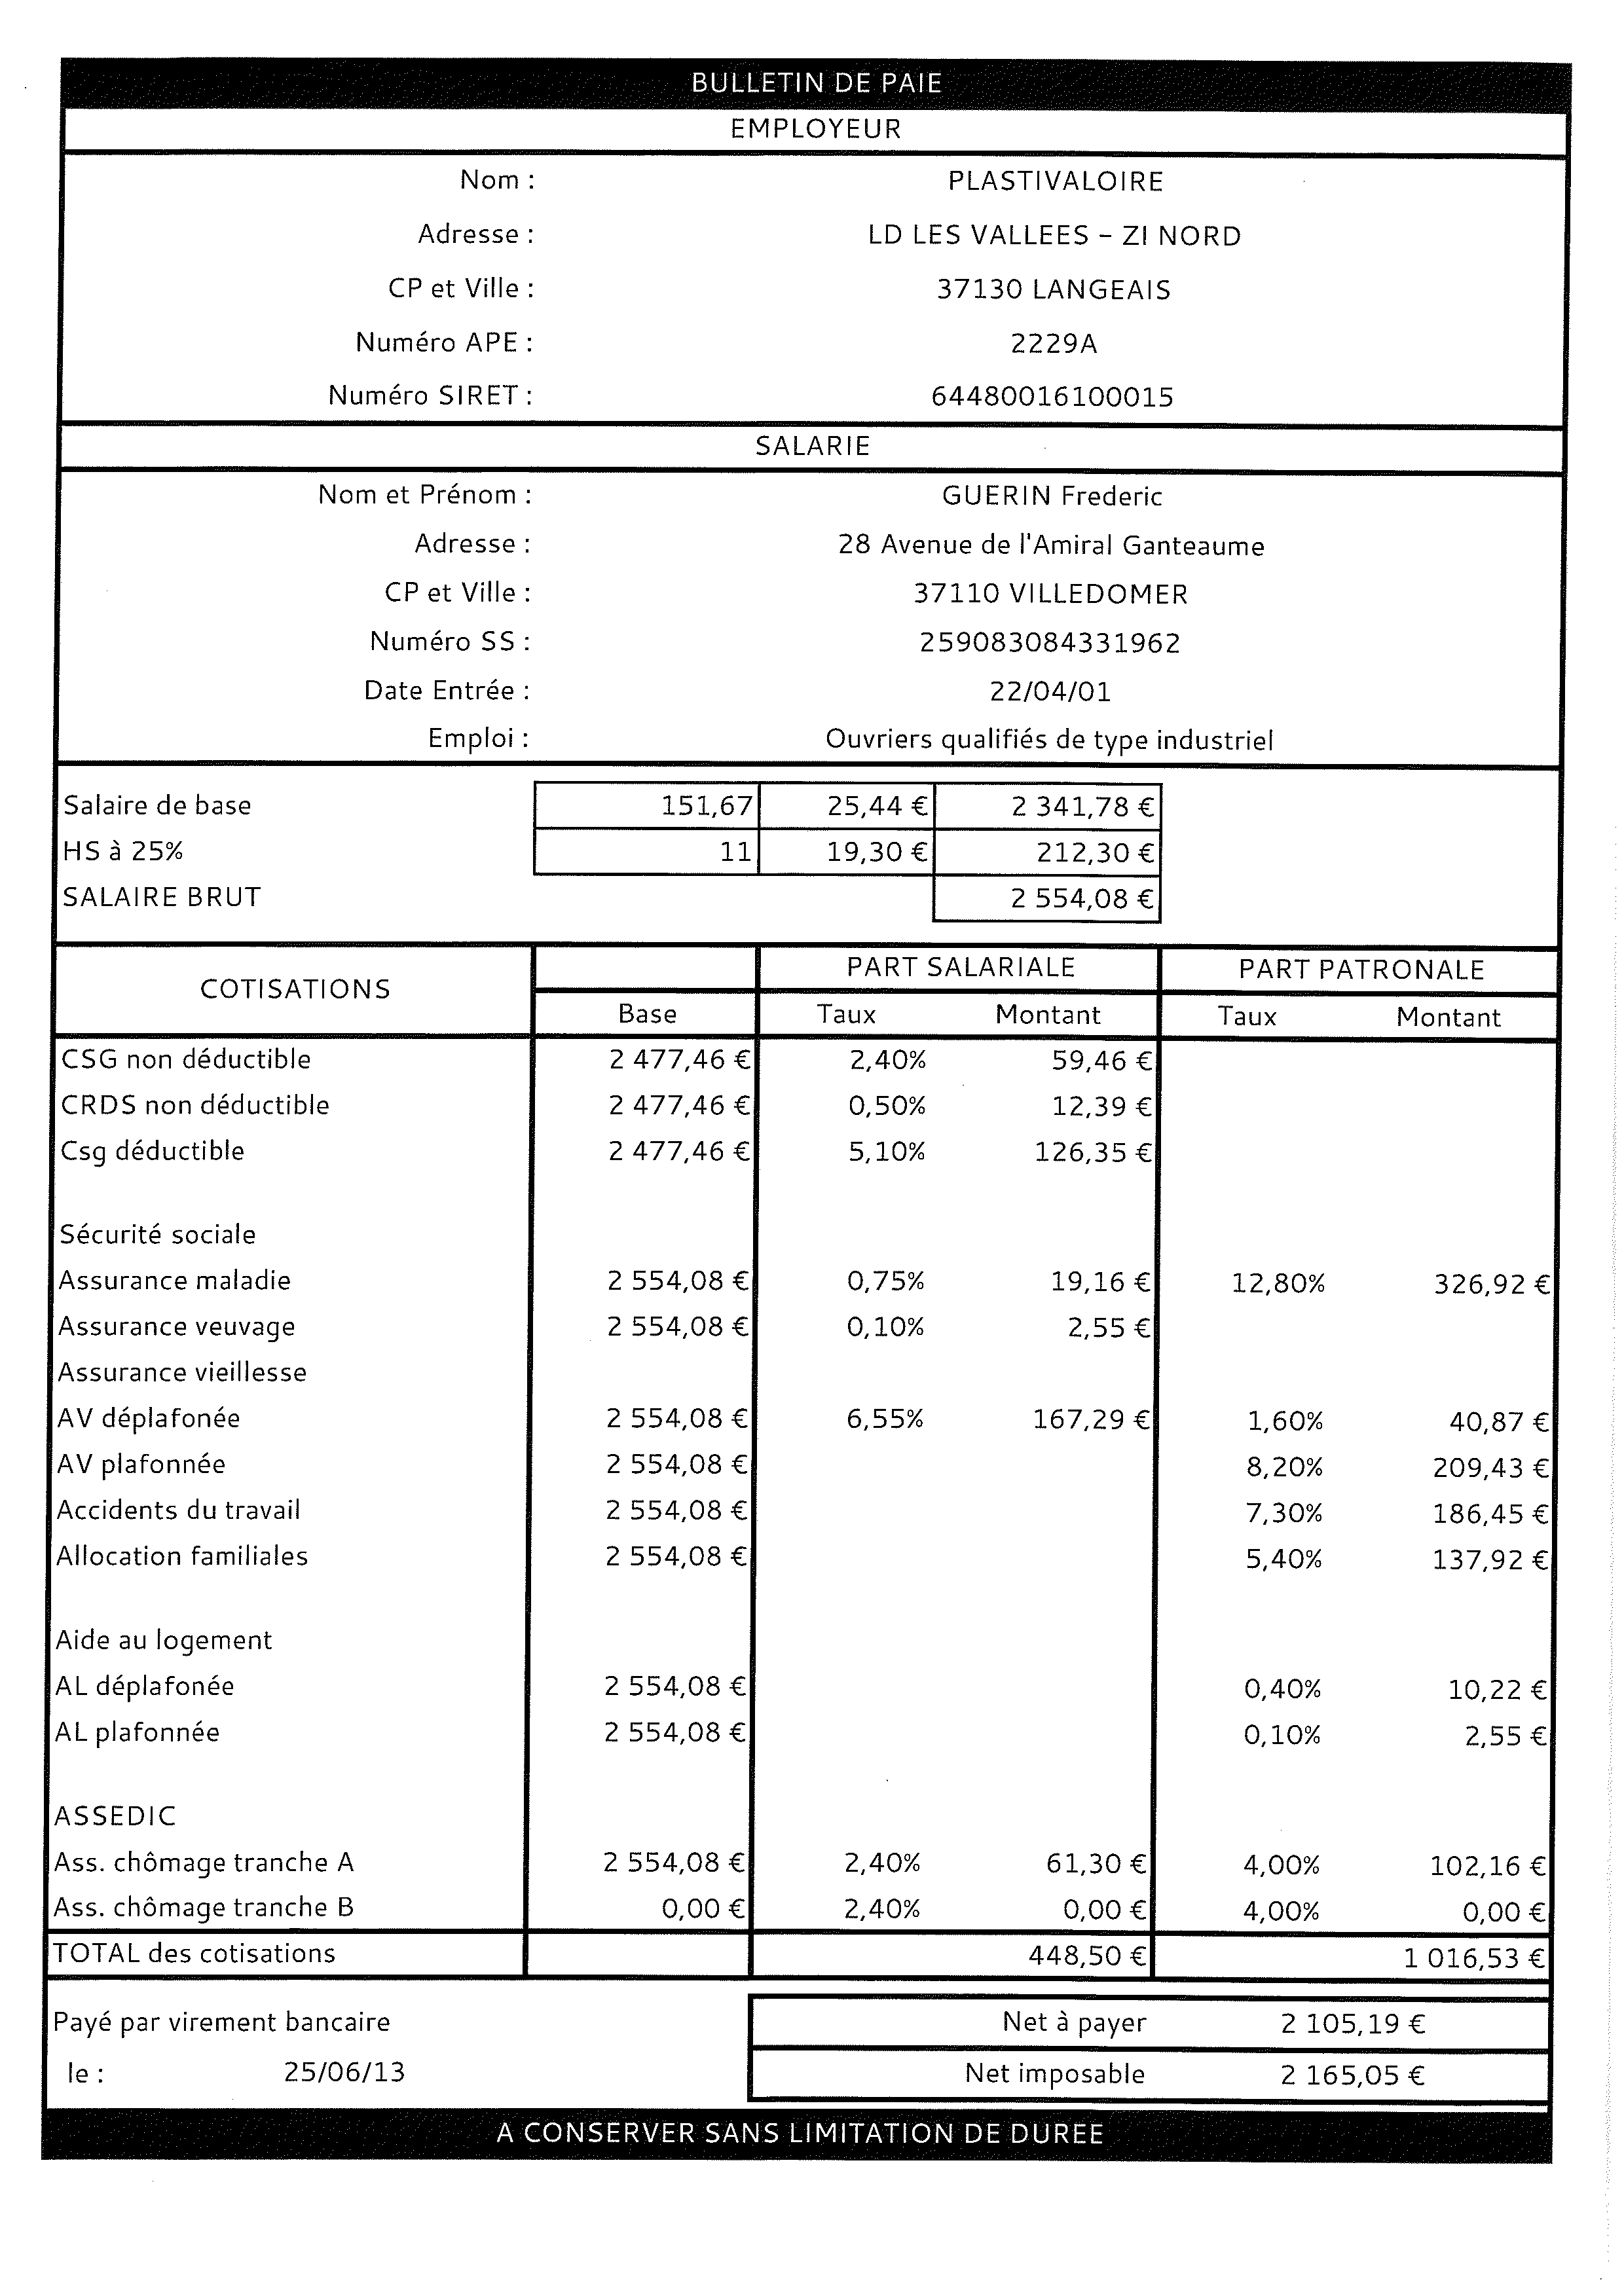 BULLETIN DE PAIE
EMPLOYEUR
Nom : PLASTIVALOIRE
Adresse : LD LES VALLEES - ZI NORD
CP et Ville : 37130 LANGEAIS
Numéro APE : 2229A
Numéro SIRET : 64480016100015
SALARIE
Nom et Prénom : GUERIN Frederic
Adresse : 28 Avenue de l'Amiral Ganteaume
CP et Ville : 37110 VILLEDOMER
Numéro SS : 259083084331962
Date Entrée : 22/04/01
Emploi : Ouvriers qualifiés de type industriel
Salaire de base 151,67 25,44 € 2 341,78 €
HS à 25% 11 19,30 € 212,30 €
SALAIRE BRUT 2 554,08 €
COTISATIONS PART SALARIALE PART PATRONALE
Base Taux Montant Taux Montant
CSG non déductible 2 477,46 € 2,40% 59,46 €
CRDS non déductible 2 477,46 € 0,50% 12,39 €
Csg déductible 2 477,46 € 5,10% 126,35 €
Sécurité sociale
Assurance maladie 2 554,08 € 0,75% 19,16 € 12,80% 326,92 €
Assurance veuvage 2 554,08 € 0,10% 2,55 €
Assurance vieillesse
AV déplafonée 2 554,08 € 6,55% 167,29 € 1,60% 40,87 €
AV plafonnée 2 554,08 € 8,20% 209,43 €
Accidents du travail 2 554,08 € 7,30% 186,45 €
Allocation familiales 2 554,08 € 5,40% 137,92 €
Aide au logement
AL déplafonée 2 554,08 € 0,40% 10,22 €
AL plafonnée 2 554,08 € 0,10% 2,55 €
ASSEDIC
Ass. chômage tranche A 2 554,08 € 2,40% 61,30 € 4,00% 102,16 €
Ass. chômage tranche B 0,00 € 2,40% 0,00 € 4,00% 0,00 €
TOTAL des cotisations 448,50 € 1 016,53 €
Payé par virement bancaire Net à payer 2 105,19 €
le : 25/06/13 Net imposable 2 165,05 €
A CONSERVER SANS LIMITATION DE DUREE